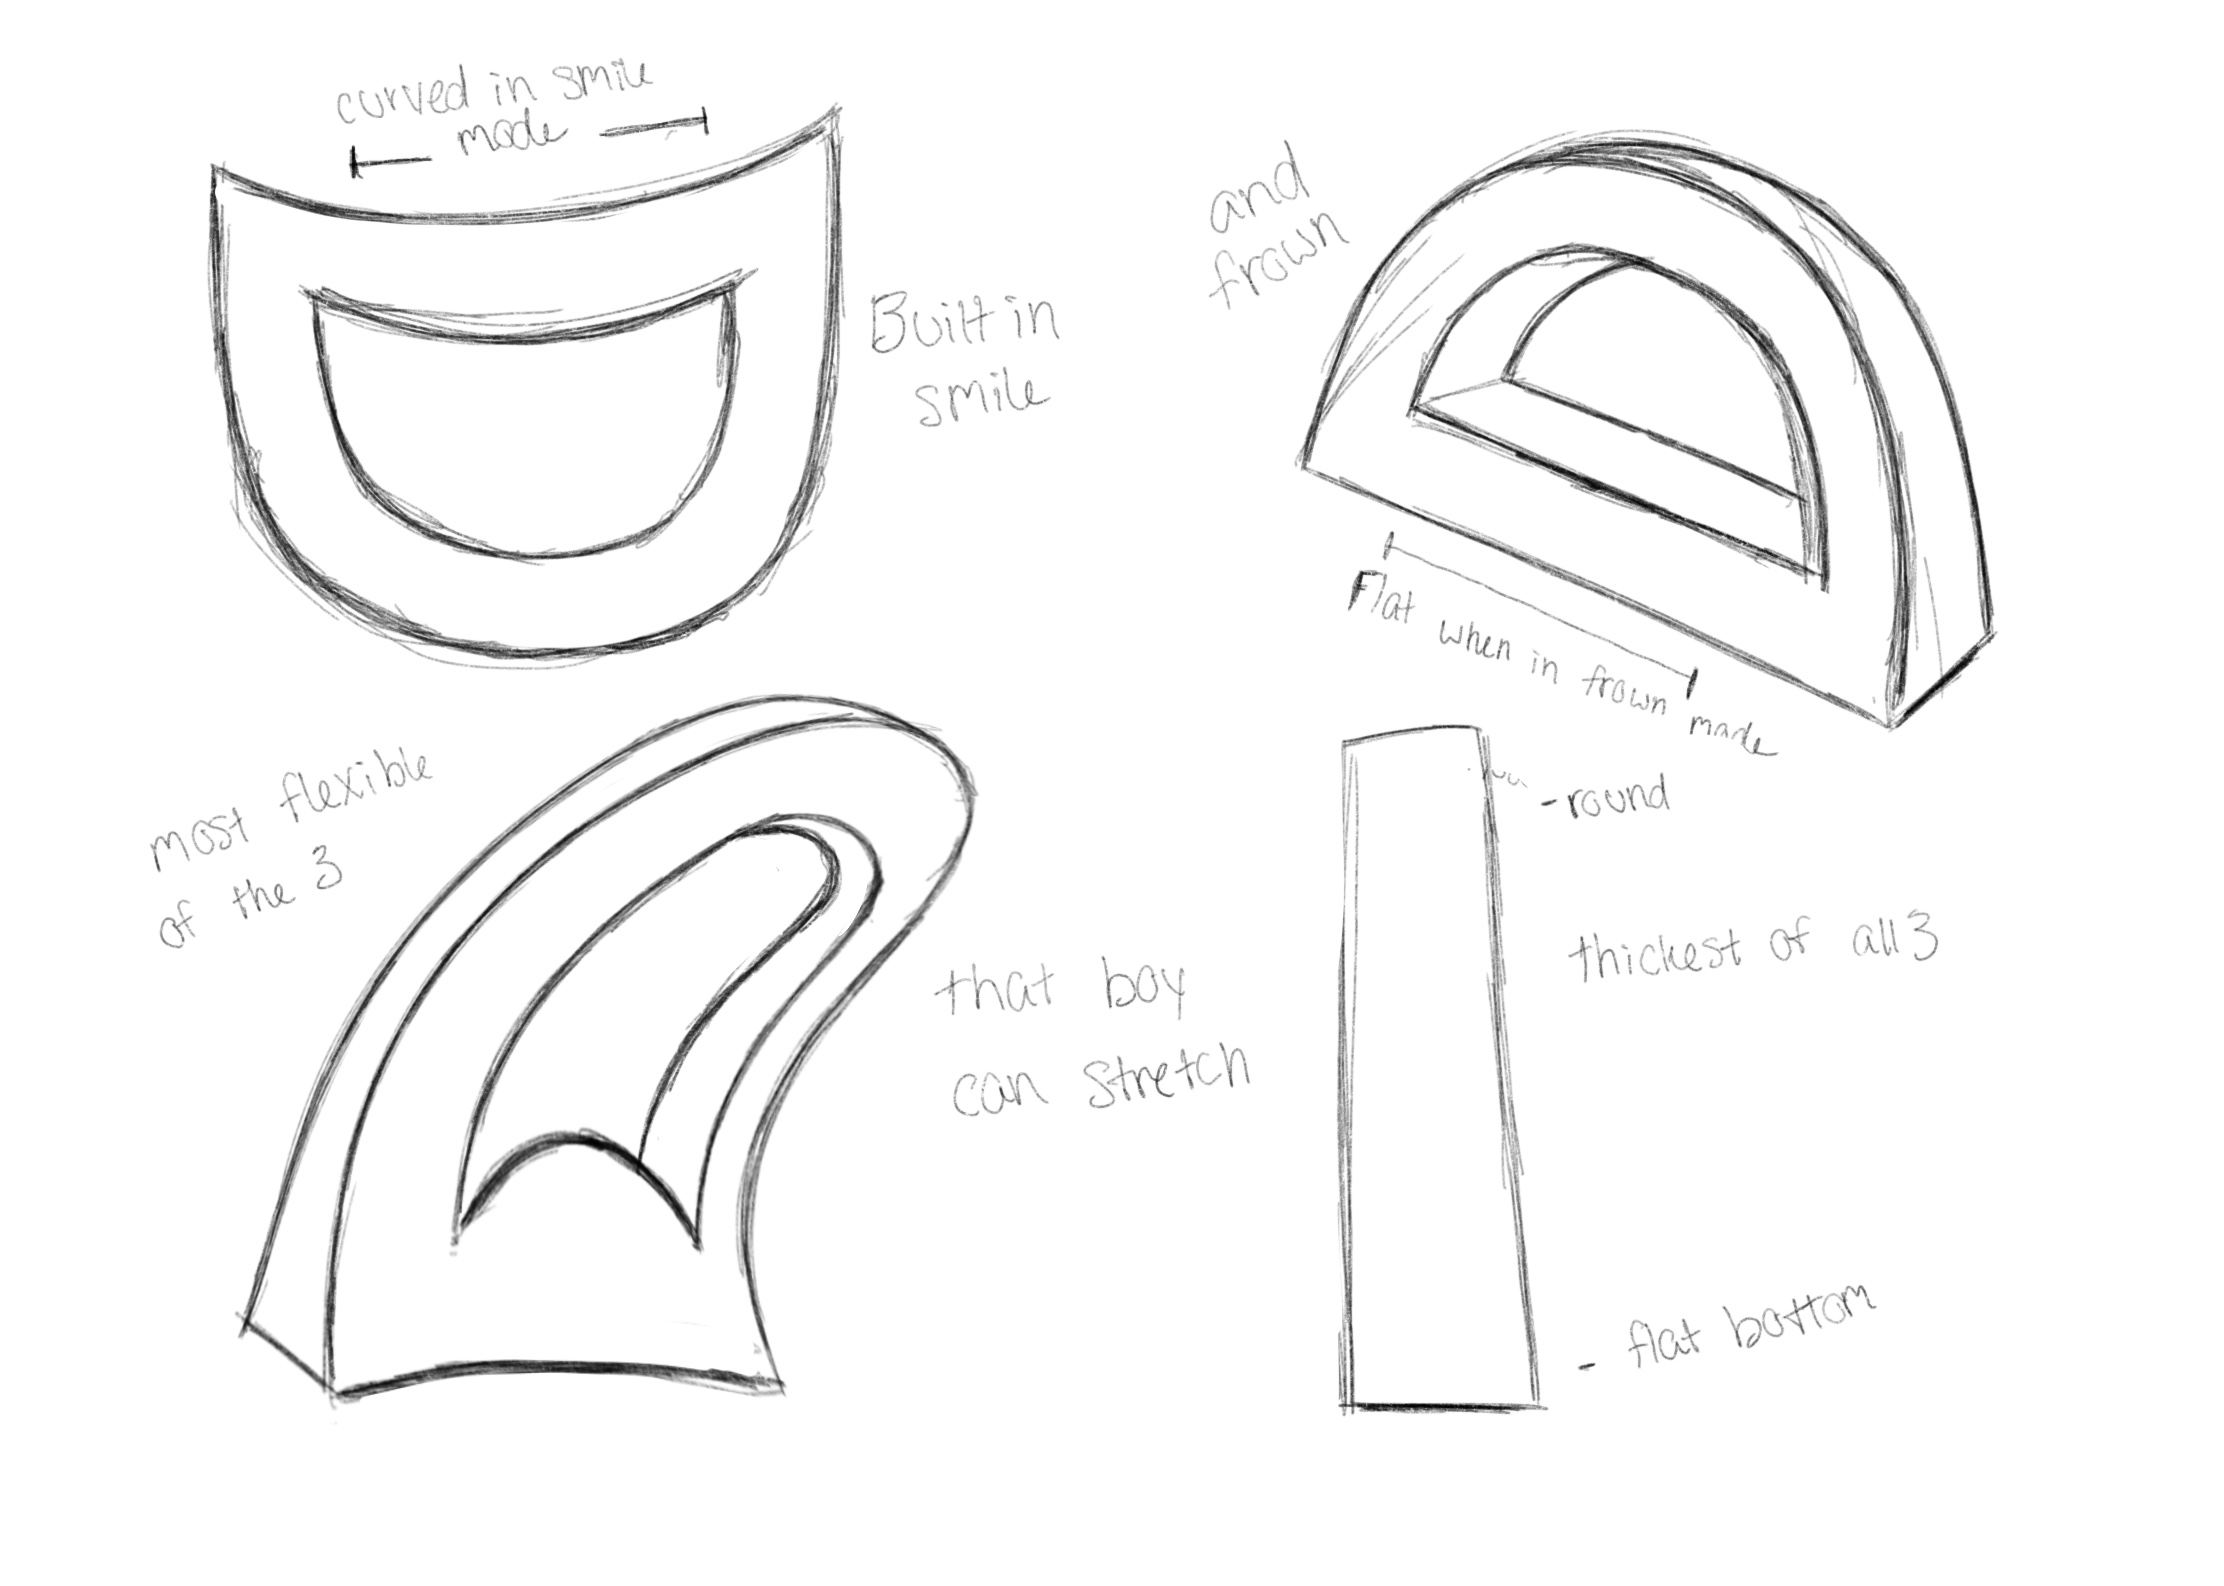 curved in smile
mode
Built in
smile
and
frown
Flat when in frown mode
most flexible
of the 3
that boy
can stretch
-round
thickest of all 3
- flat bottom